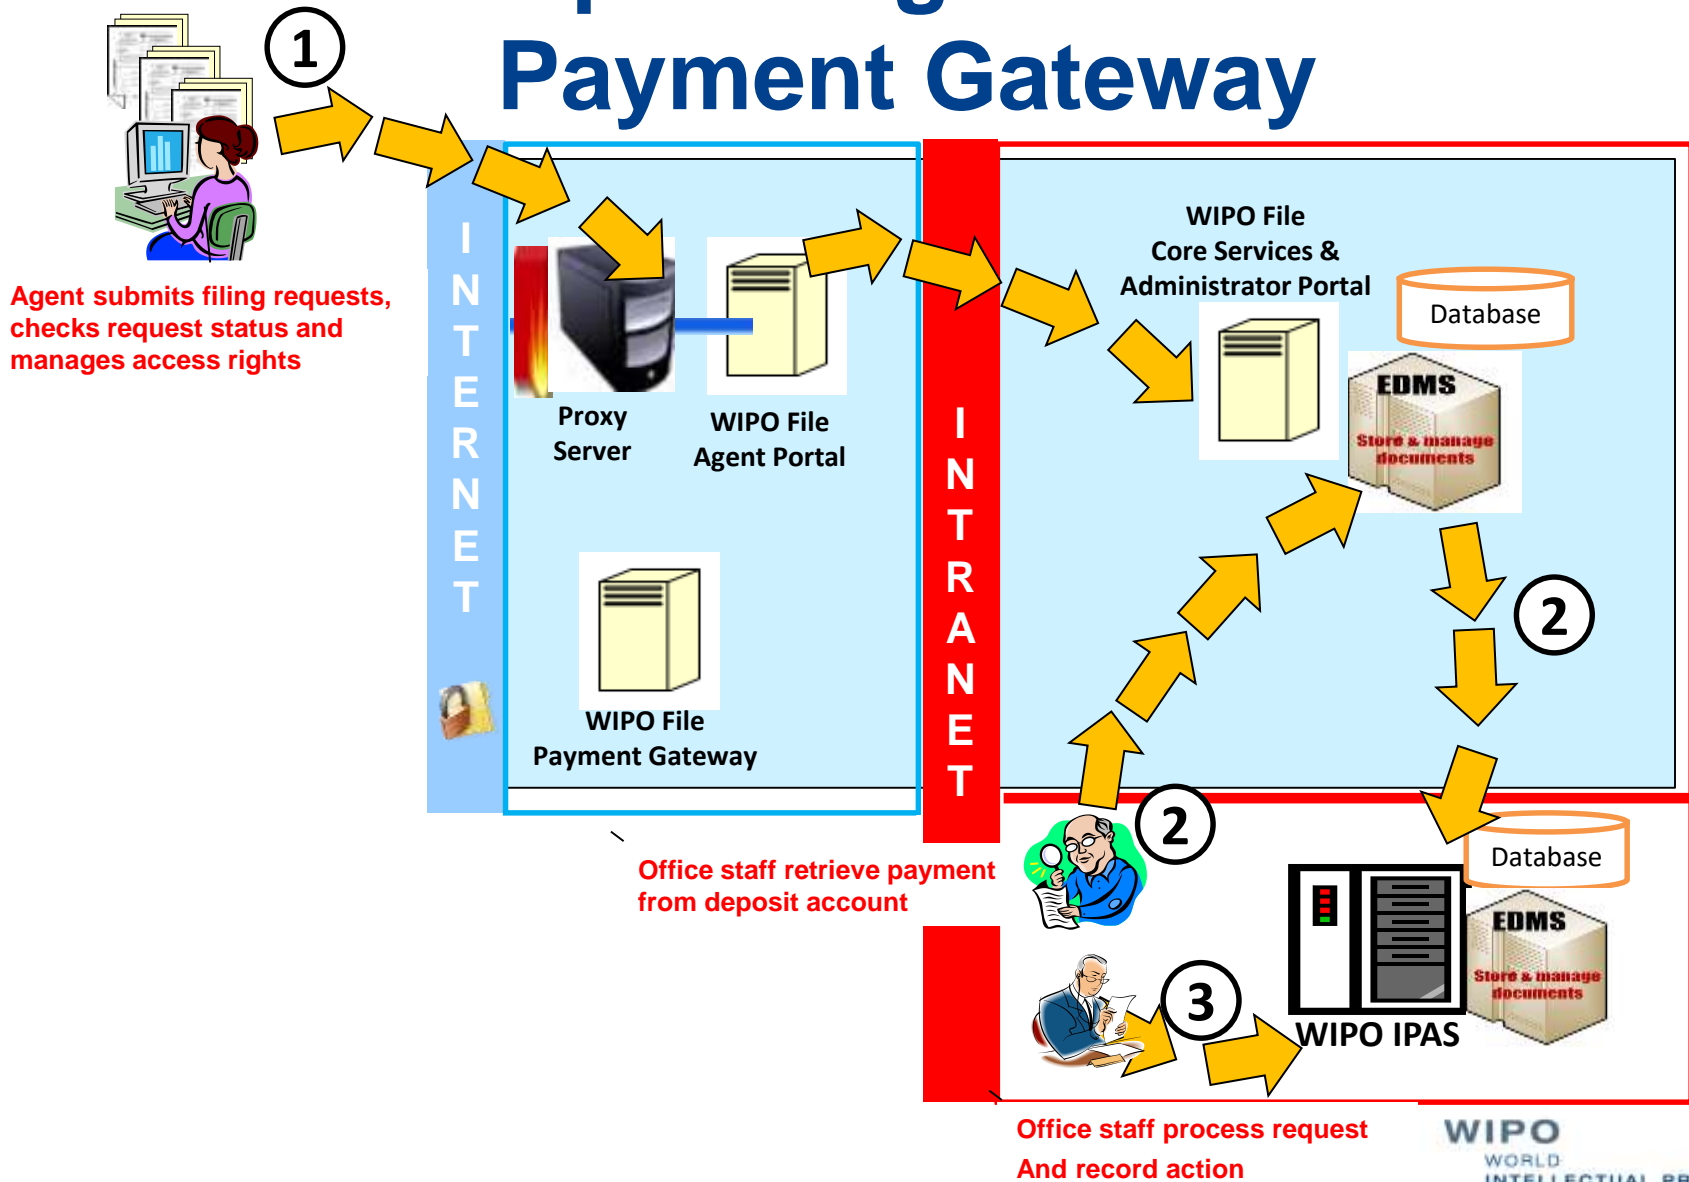 Payment Gateway
1
Agent submits filing requests,
checks request status and
manages access rights
INTERNET
Proxy
Server
WIPO File
Agent Portal
WIPO File
Payment Gateway
INTRANET
WIPO File
Core Services &
Administrator Portal
Database
EDMS
Store & manage
documents
2
2
Office staff retrieve payment
from deposit account
Database
EDMS
Store & manage
documents
WIPO IPAS
3
Office staff process request
And record action
WIPO
WORLD
INTELLECTUAL